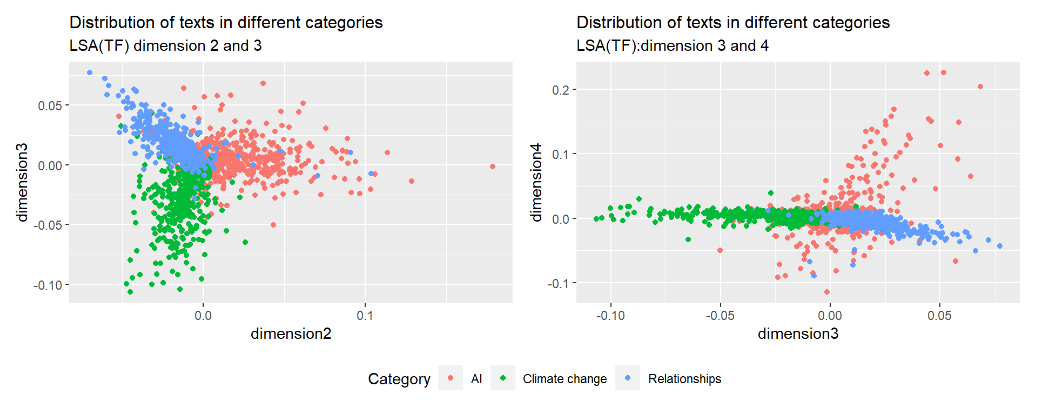 Distribution of texts in different categories
LSA(TF) dimension 2 and 3
0.05
0.00
-0.05
-0.10
dimension3
0.0
0.1
dimension2
Distribution of texts in different categories
LSA(TF):dimension 3 and 4
0.2
0.1
0.0
-0.1
dimension4
-0.10
-0.05
0.00
0.05
dimension3
Category
AI
Climate change
Relationships